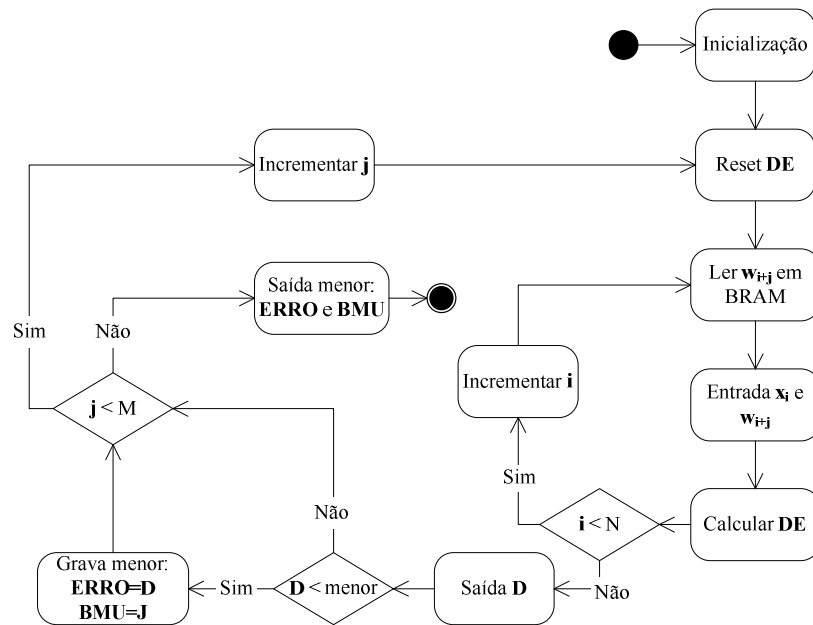 Inicialização
Incrementar j
Reset DE
Ler wi+j em
BRAM
Saída menor:
ERRO e BMU
Sim
Não
Incrementar i
Entrada xi e
wi+j
j < M
Sim
Não
i < N
Calcular DE
Grava menor:
ERRO=D
BMU=J
Sim
D < menor
Saída D
Não